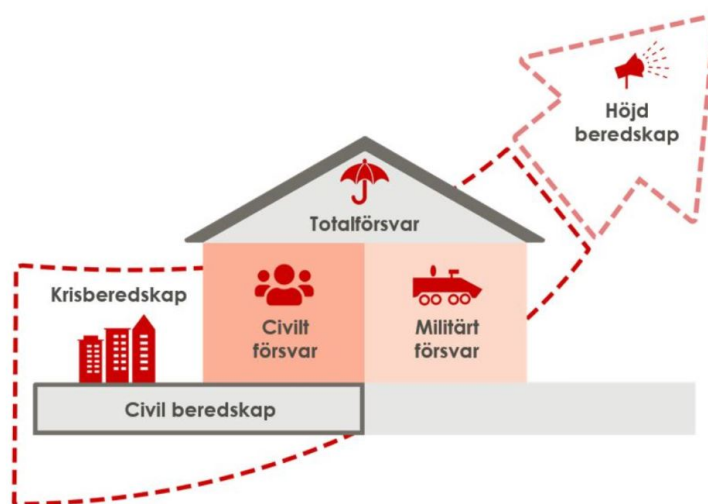 Höjd
beredskap
Totalförsvar
Krisberedskap
Civilt
försvar
Militärt
försvar
Civil beredskap